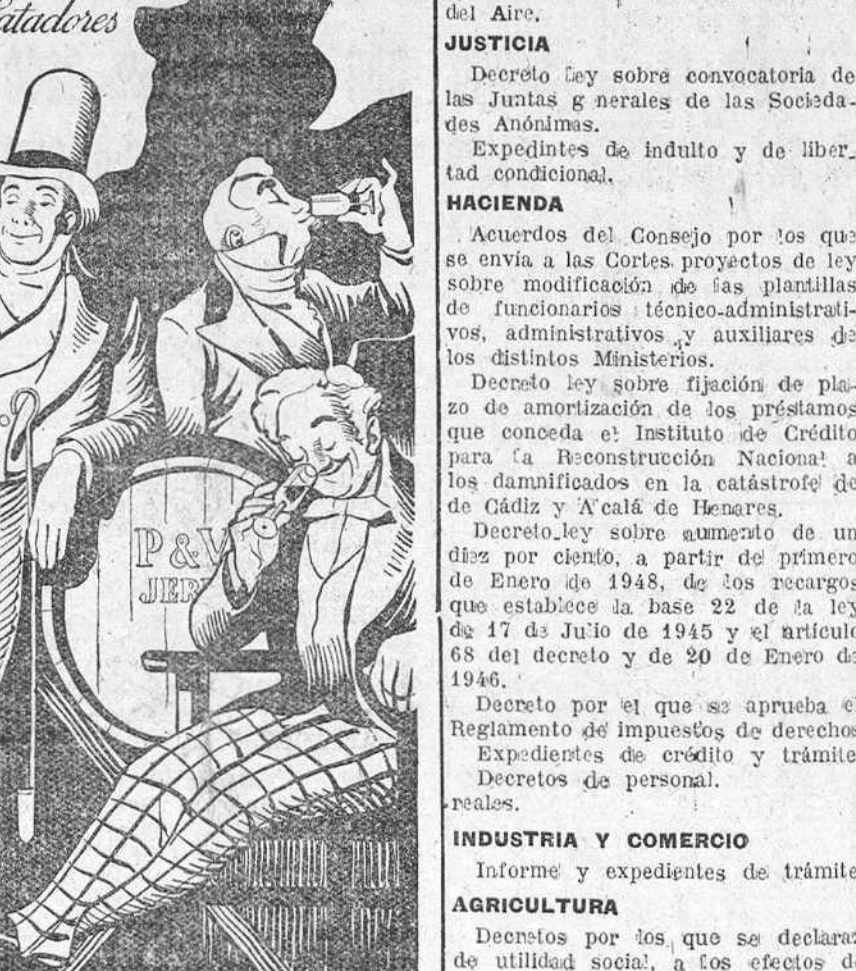 atadores
P & V
JER
del Aire.
JUSTICIA
Decreto ley sobre convocatoria de
las Juntas g nerales de las Socieda-
des Anónimas.
Expedintes de indulto y de liber-
tad condicional.
HACIENDA
Acuerdos del Consejo por los que
se envía a las Cortes proyectos de ley
sobre modificación de las plantillas
de funcionarios técnico-administrati-
vos, administrativos y auxiliares de
los distintos Ministerios.
Decreto ley sobre fijación de pla-
zo de amortización de los préstamos
que conceda el Instituto de Crédito
para la Reconstrucción Nacional a
los damnificados en la catástrofe de
de Cádiz y Alcalá de Henares.
Decreto-ley sobre aumento de un
diez por ciento, a partir del primero
de Enero de 1948, de los recargos
que establece la base 22 de la ley
de 17 de Julio de 1945 y el artículo
68 del decreto y de 20 de Enero de
1946.
Decreto por el que se aprueba el
Reglamento de impuestos de derechos
Expedientes de crédito y trámite
Decretos de personal.
reales.
INDUSTRIA Y COMERCIO
Informe y expedientes de trámite
AGRICULTURA
Decretos por los que se declaran
de utilidad social, a los efectos d